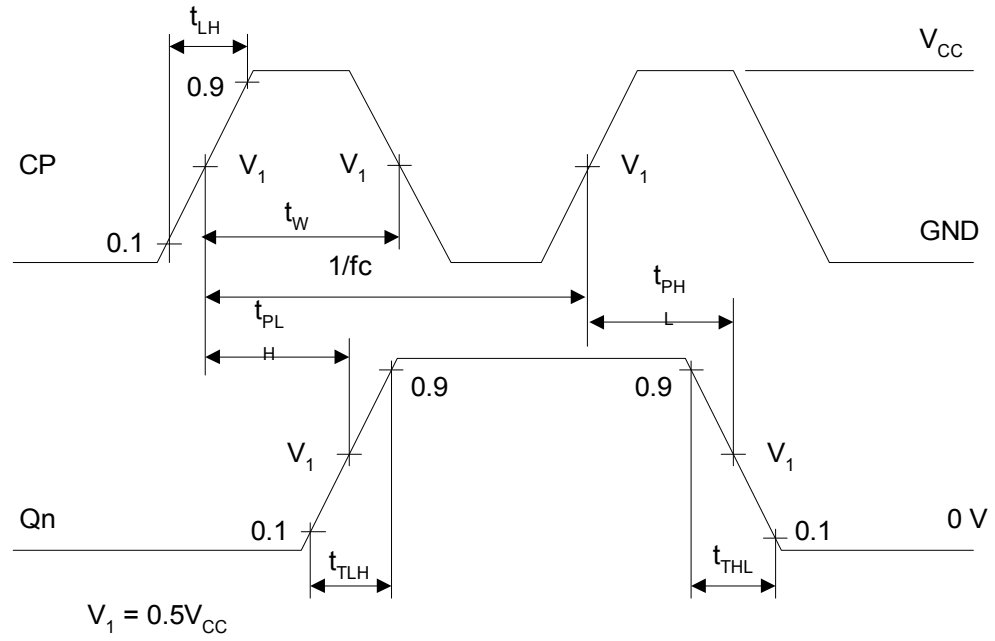 tLH
VCC
0.9
CP
V1
V1
V1
tW
0.1
GND
1/fc
tPH
L
tPL
H
0.9
0.9
V1
V1
Qn
0.1
0.1
0 V
tTLH
tTHL
V1 = 0.5VCC